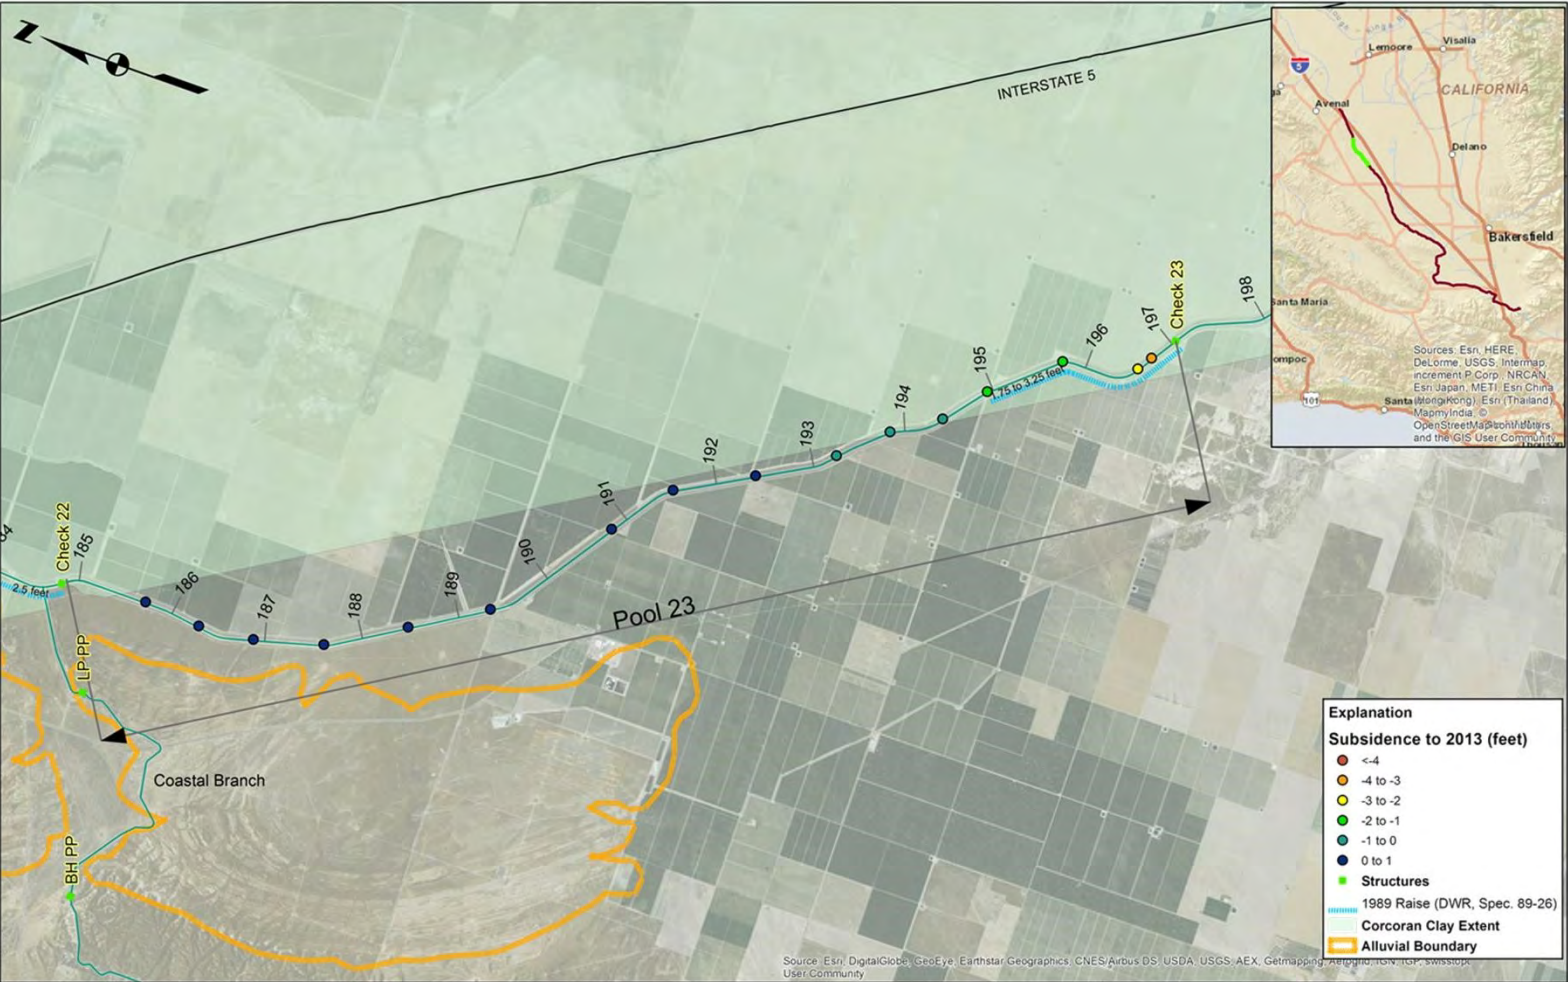 Z
INTERSTATE 5
Lemoore
Visalia
5
CALIFORNIA
Avenal
Delano
Bakersfield
Santa Maria
ompoc
101
Santa
Sources: Esri, HERE,
DeLorme, USGS, Intermap,
increment P Corp., NRCAN,
Esri Japan, METI, Esri China
(Hong Kong), Esri (Thailand),
MapmyIndia, ©
OpenStreetMap contributors,
and the GIS User Community
198
Check 23
197
196
195
1.75 to 3.25 feet
194
193
192
191
190
189
188
187
186
185
Check 22
2.5 feet
Pool 23
LP PP
Coastal Branch
BH PP
Explanation
Subsidence to 2013 (feet)
<-4
-4 to -3
-3 to -2
-2 to -1
-1 to 0
0 to 1
Structures
1989 Raise (DWR, Spec. 89-26)
Corcoran Clay Extent
Alluvial Boundary
Source: Esri, DigitalGlobe, GeoEye, Earthstar Geographics, CNES/Airbus DS, USDA, USGS, AEX, Getmapping, Aerogrid, IGN, IGP, swisstopo,
User Community